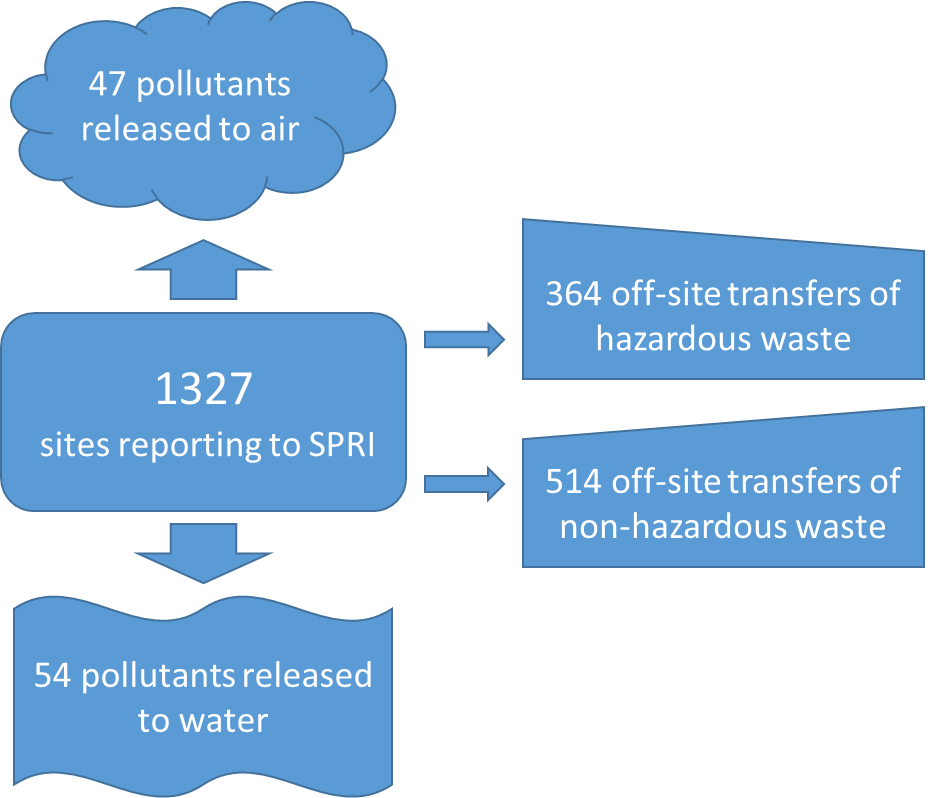 47 pollutants
released to air
364 off-site transfers of
hazardous waste
1327
sites reporting to SPRI
514 off-site transfers of
non-hazardous waste
54 pollutants released
to water